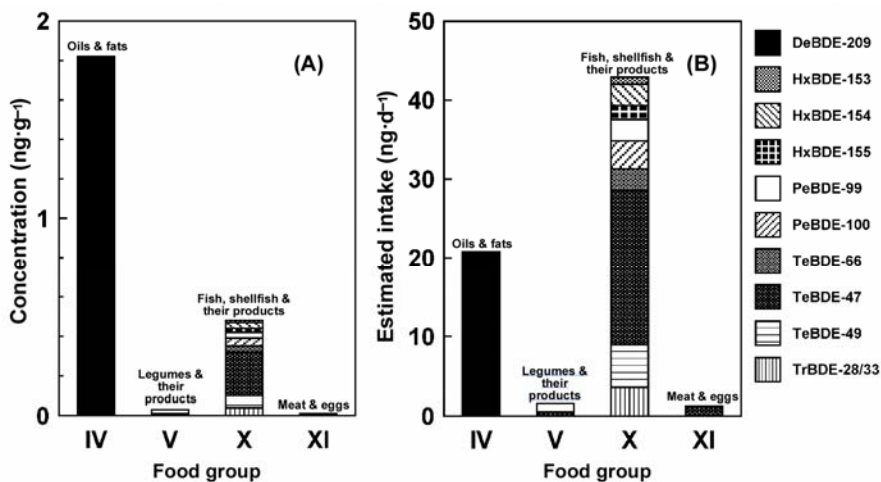 2
1
0
Concentration (ng·g⁻¹)
(A)
Oils & fats
Legumes &
their
products
Fish, shellfish &
their products
Meat & eggs
IV V X XI
Food group
50
40
30
20
10
0
Estimated intake (ng·d⁻¹)
(B)
Fish, shellfish &
their products
Oils & fats
Legumes &
their
products
Meat & eggs
IV V X XI
Food group
DeBDE-209
HxBDE-153
HxBDE-154
HxBDE-155
PeBDE-99
PeBDE-100
TeBDE-66
TeBDE-47
TeBDE-49
TrBDE-28/33